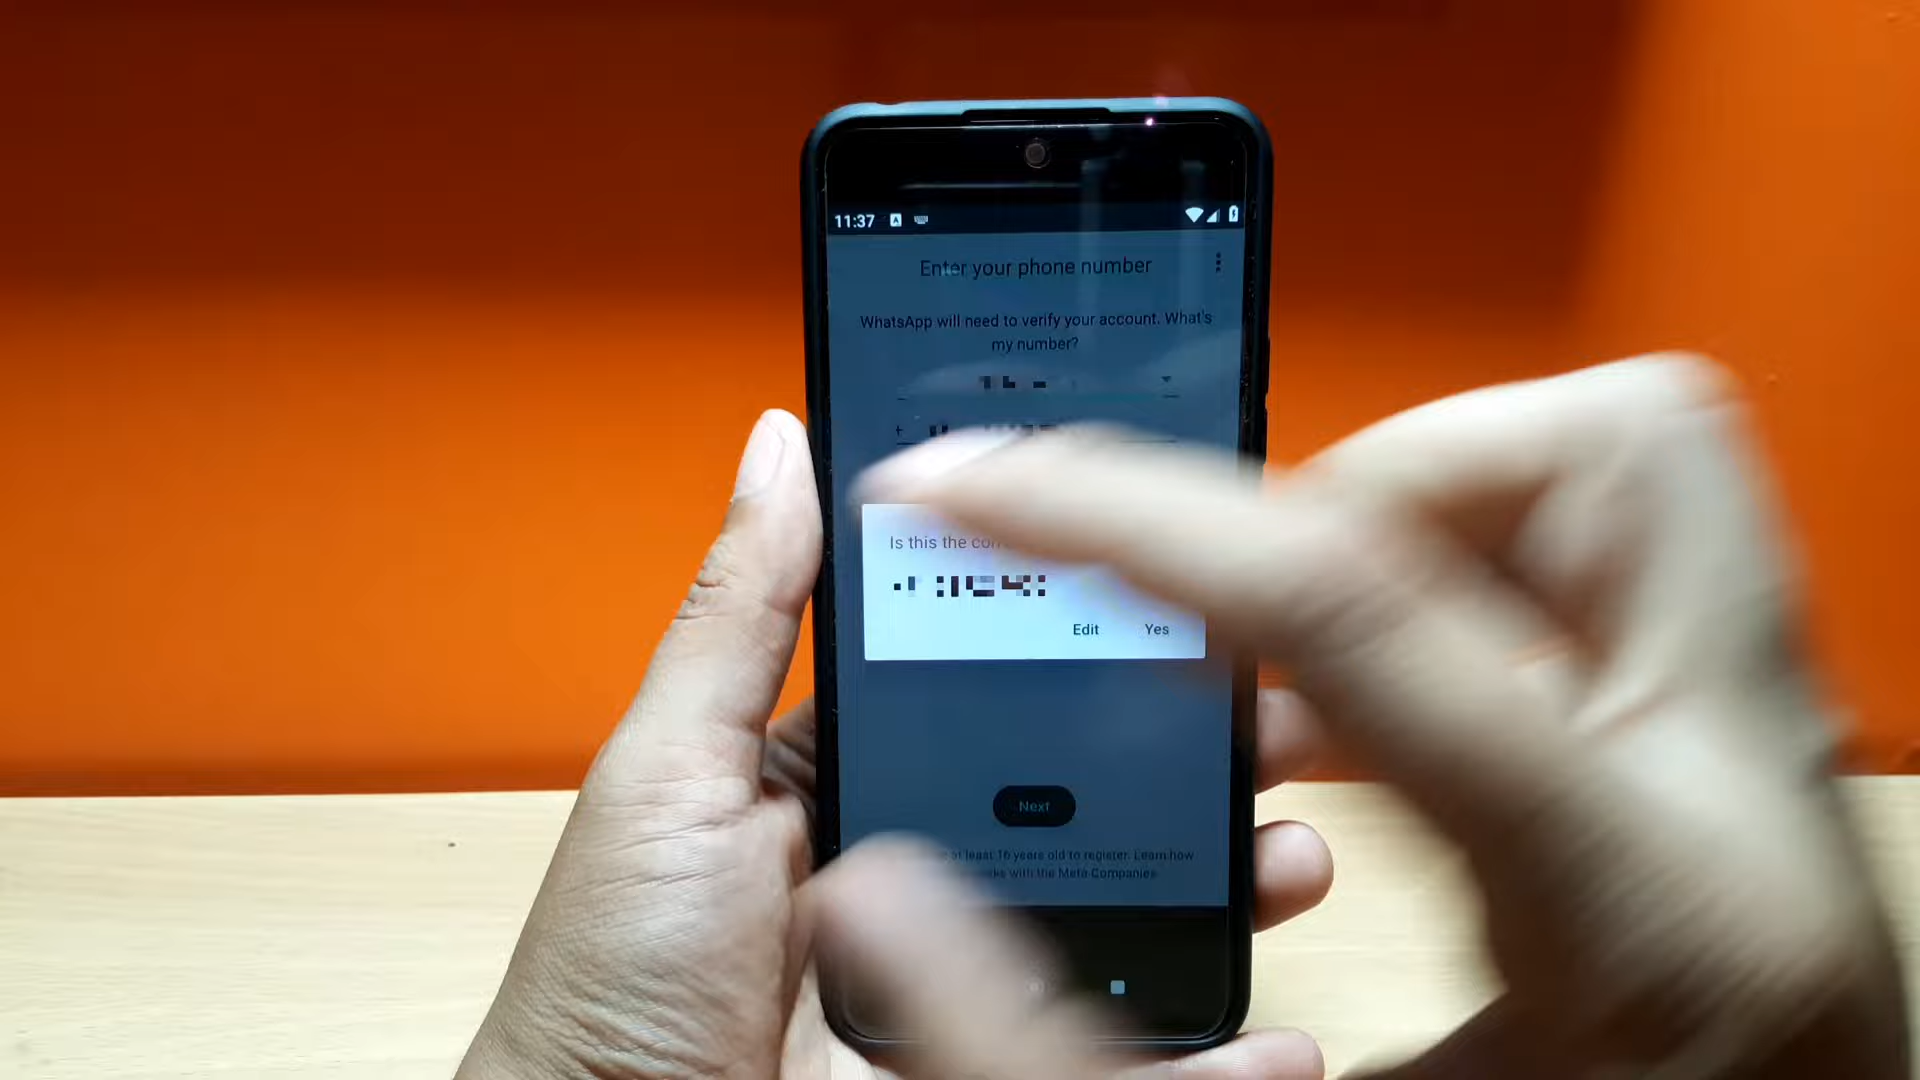 11:37
Enter your phone number
WhatsApp will need to verify your account. What's
my number?
+
Is this the
Edit Yes
Next
at least 16 years old to register. Learn how
with the Meta Companies